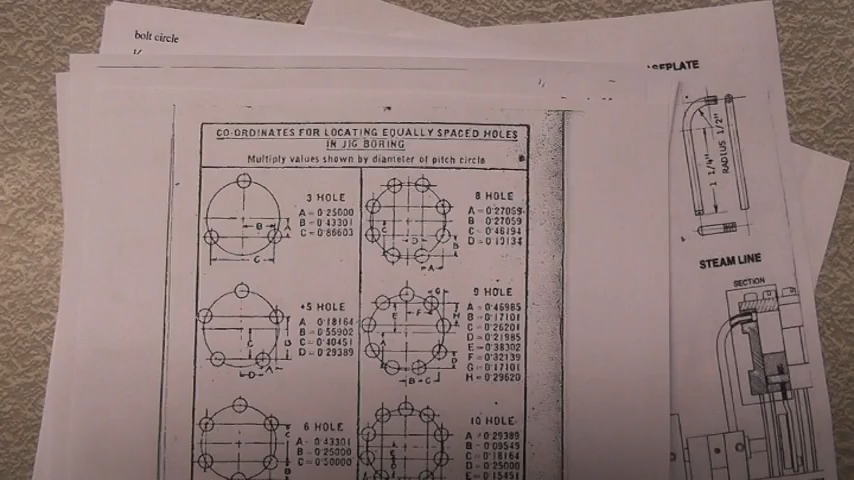 bolt circle
BASEPLATE
CO-ORDINATES FOR LOCATING EQUALLY SPACED HOLES
IN JIG BORING
Multiply values shown by diameter of pitch circle
3 HOLE
A = 0.25000
B = 0.43301
C = 0.86603
B
A
C
8 HOLE
A = 0.27059
B = 0.27059
C = 0.46194
D = 0.19134
C
D
B
A
5 HOLE
A 0.18164
B = 0.55902
C = 0.40451
D = 0.29389
C
B
D
A
9 HOLE
A = 0.46985
B = 0.17101
C = 0.26201
D = 0.21985
E = 0.38302
F = 0.32139
G = 0.17101
H = 0.29620
G
F
H
E
A
D
B
C
6 HOLE
A = 0.43301
B = 0.25000
C = 0.50000
C
B
10 HOLE
A = 0.29389
B = 0.09549
C = 0.18164
D = 0.25000
E = 0.15451
1 1/4"
RADIUS 1/2"
STEAM LINE
SECTION